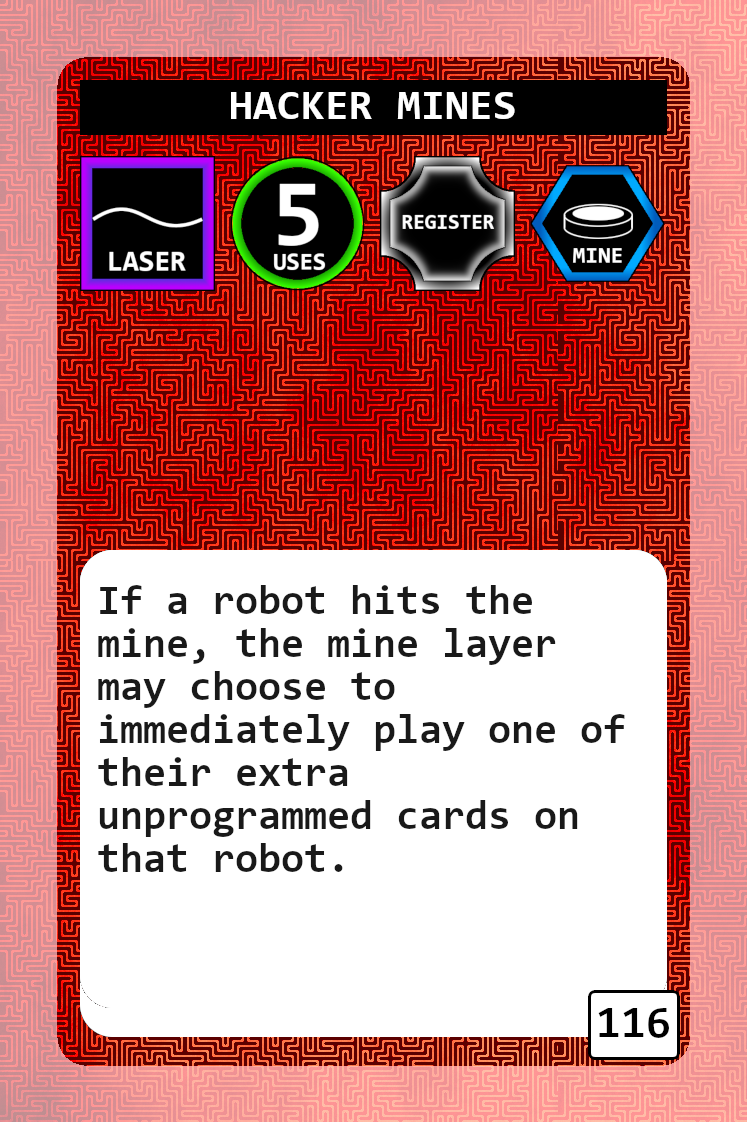 HACKER MINES
LASER
5
USES
REGISTER
MINE
If a robot hits the
mine, the mine layer
may choose to
immediately play one of
their extra
unprogrammed cards on
that robot.
116